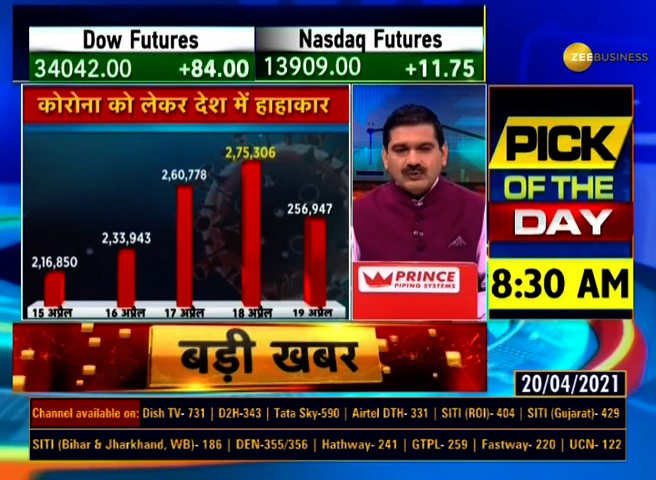 Dow Futures
34042.00 +84.00
Nasdaq Futures
13909.00 +11.75
ZEEBUSINESS
कोरोना को लेकर देश में हाहाकार
2,16,850
2,33,943
2,60,778
2,75,306
256,947
15 अप्रैल 16 अप्रैल 17 अप्रैल 18 अप्रैल 19 अप्रैल
PRINCE
PIPING SYSTEMS
PICK
OF THE
DAY
8:30 AM
बड़ी खबर
20/04/2021
Channel available on: Dish TV- 731 | D2H-343 | Tata Sky-590 | Airtel DTH- 331 | SITI (ROI)- 404 | SITI (Gujarat)- 429
SITI (Bihar & Jharkhand, WB)- 186 | DEN-355/356 | Hathway- 241 | GTPL- 259 | Fastway- 220 | UCN- 122